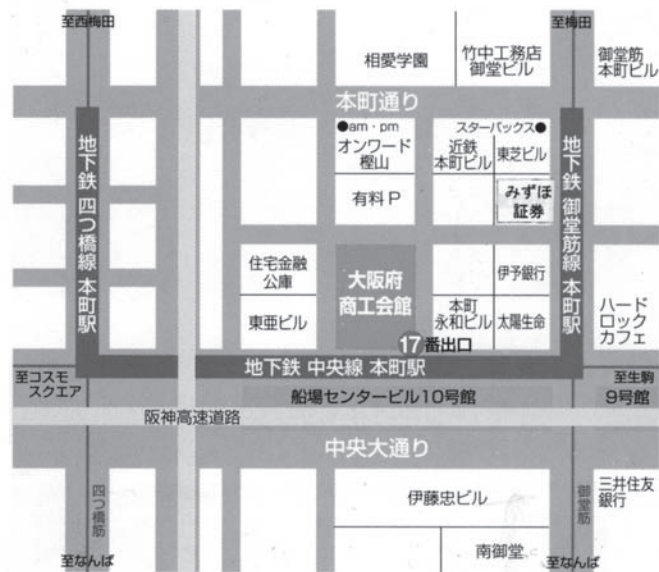 至西梅田
至梅田
相愛学園
竹中工務店
御堂ビル
御堂筋
本町ビル
本町通り
●am・pm
オンワード
樫山
スターバックス●
近鉄
本町ビル
東芝ビル
有料P
みずほ
証券
地下鉄 四つ橋線 本町駅
地下鉄 御堂筋線 本町駅
住宅金融
公庫
大阪府
商工会館
伊予銀行
東亜ビル
本町
永和ビル
太陽生命
ハード
ロック
カフェ
17番出口
地下鉄 中央線 本町駅
至コスモ
スクエア
至生駒
船場センタービル10号館
9号館
阪神高速道路
中央大通り
四つ橋筋
御堂筋
伊藤忠ビル
三井住友
銀行
南御堂
至なんば
至なんば